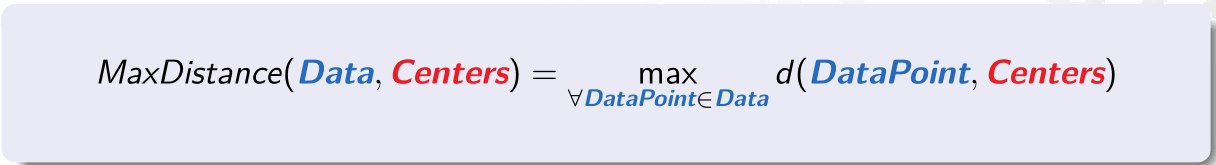 MaxDistance(Data, Centers) = max d(DataPoint, Centers)
∀DataPoint∈Data